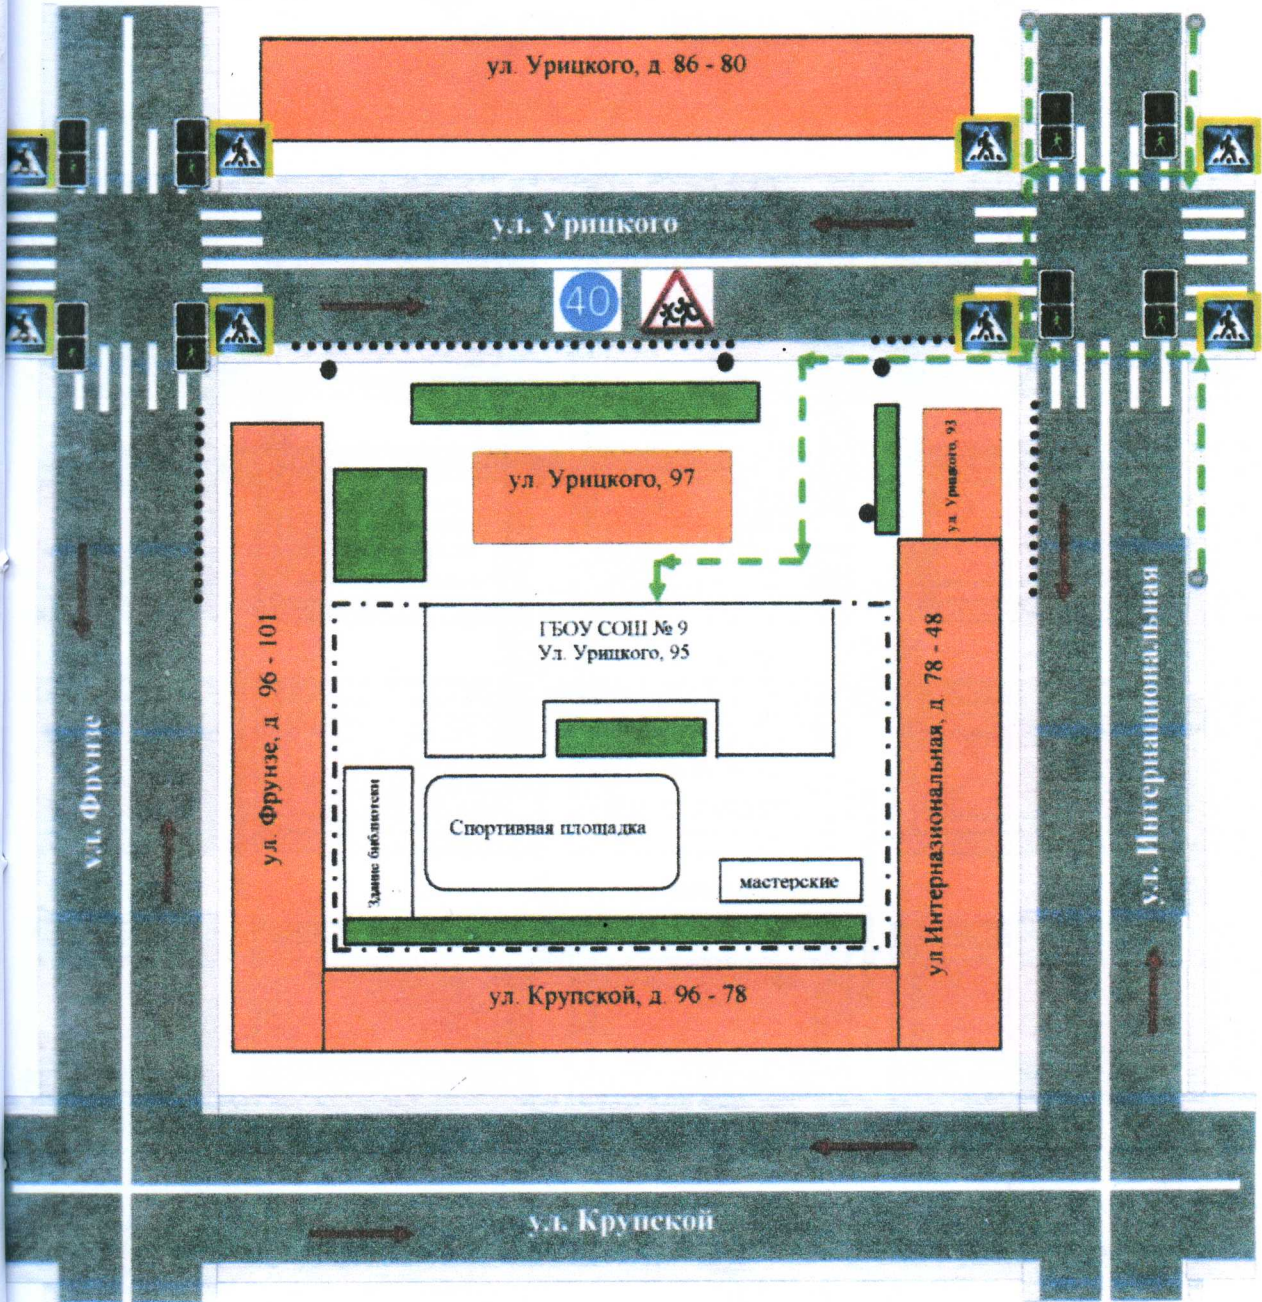 ул. Урицкого, д. 86 - 80
ул. Урицкого
40
ул. Урицкого, 97
ул. Урицкого, 93
ГБОУ СОШ № 9
Ул. Урицкого, 95
ул. Фрунзе, д. 96 - 101
ул. Фрунзе
ул Интерназиональная, д. 78 - 48
ул. Интернациональная
Здание библиотеки
Спортивная площадка
мастерские
ул. Крупской, д. 96 - 78
ул. Крупской